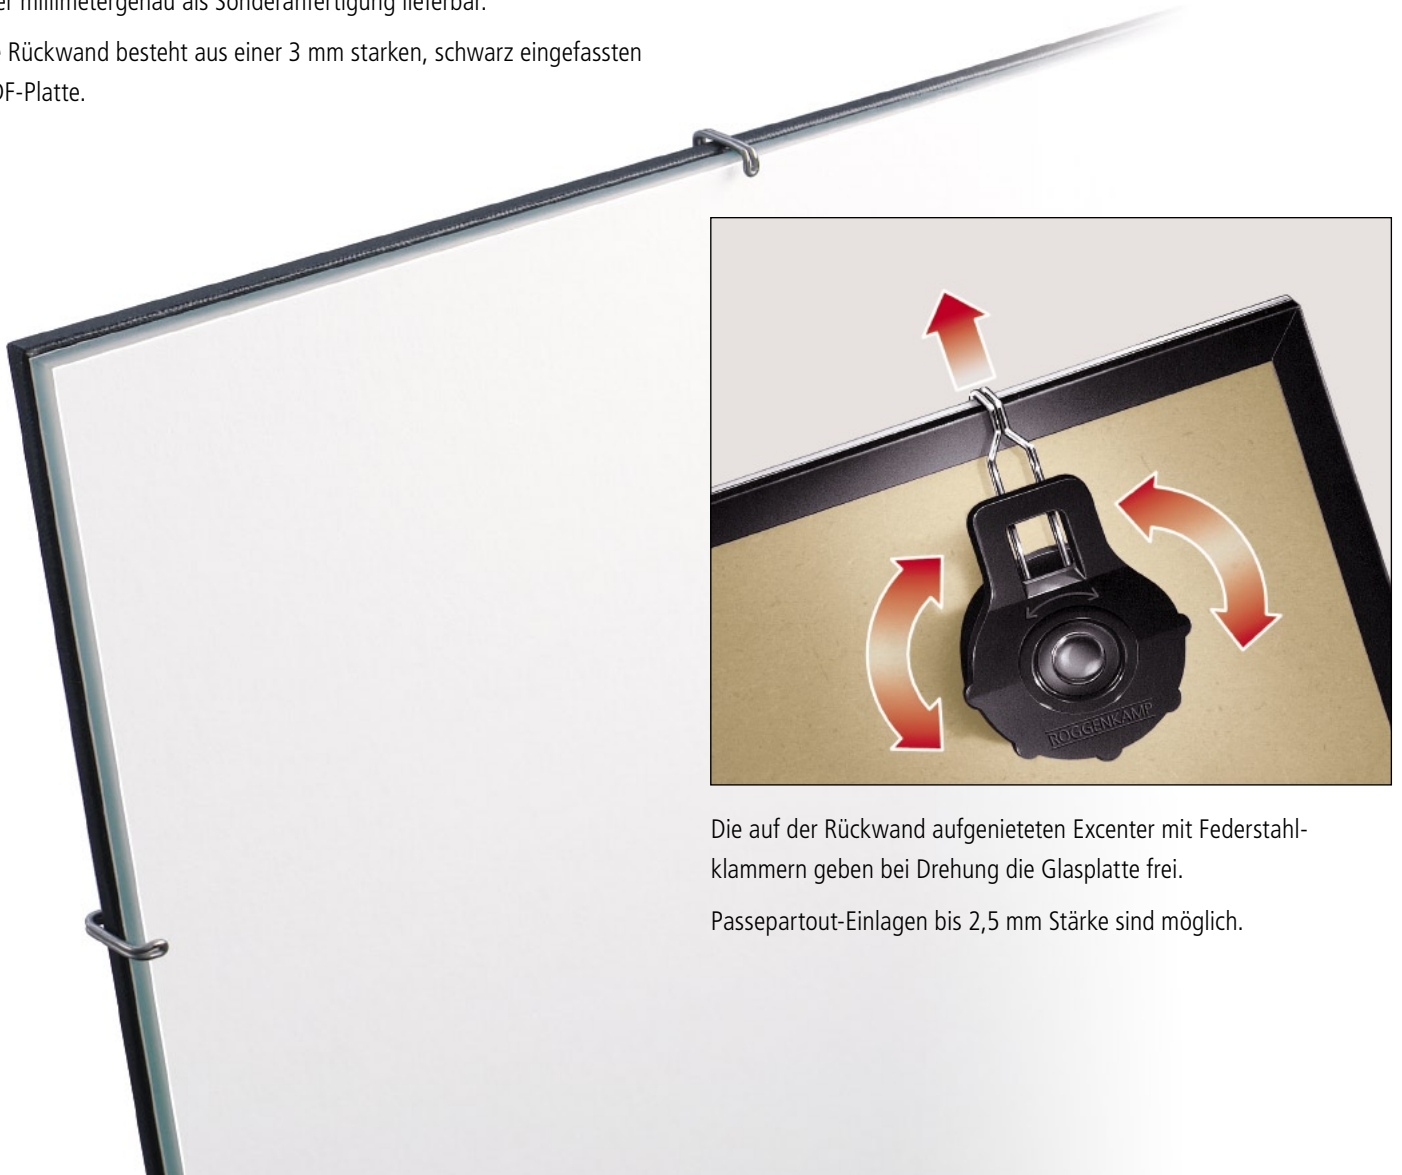 millimetergenau als Sonderanfertigung lieferbar.
Rückwand besteht aus einer 3 mm starken, schwarz eingefassten
DF-Platte.
ROGGENKAMP
Die auf der Rückwand aufgenieteten Excenter mit Federstahl-
klammern geben bei Drehung die Glasplatte frei.
Passepartout-Einlagen bis 2,5 mm Stärke sind möglich.